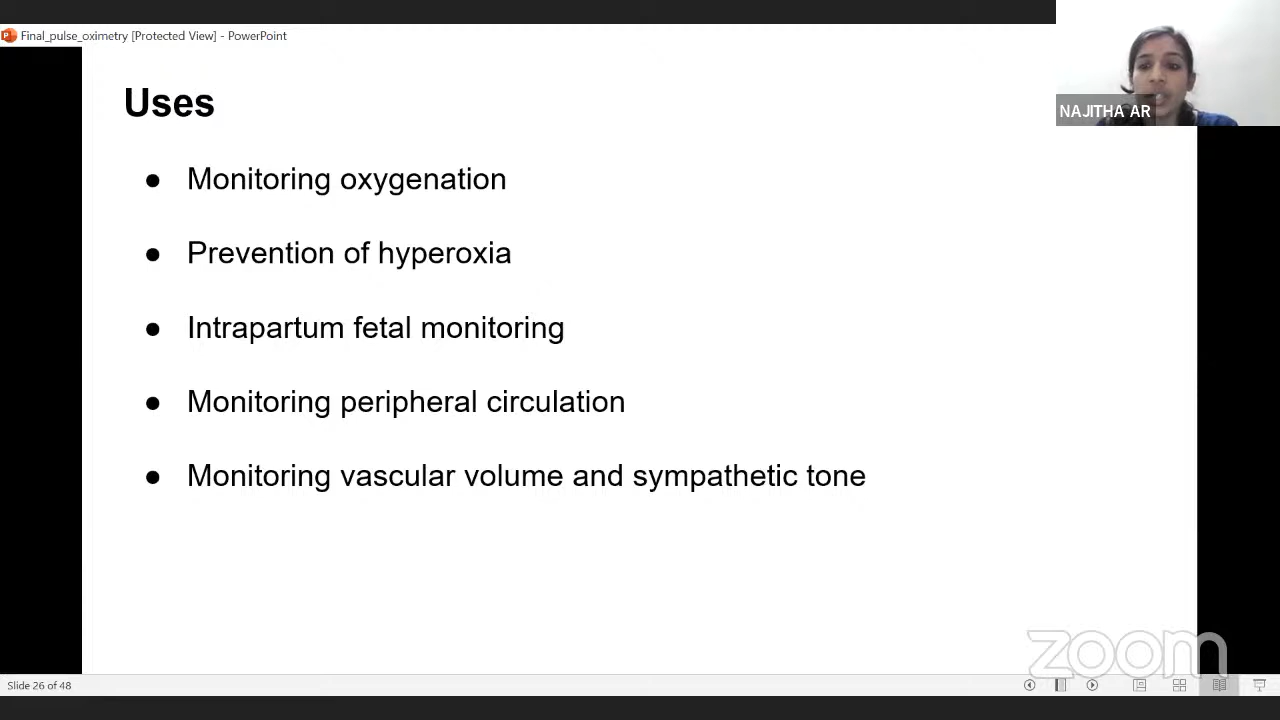 Final_pulse_oximetry [Protected View] - PowerPoint
NAJITHA AR
Uses
● Monitoring oxygenation
● Prevention of hyperoxia
● Intrapartum fetal monitoring
● Monitoring peripheral circulation
● Monitoring vascular volume and sympathetic tone
zoom
Slide 26 of 48